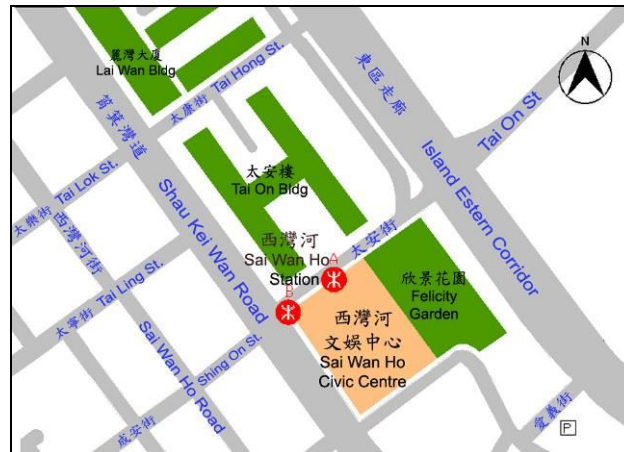 麗灣大廈
Lai Wan Bldg
太康街 Tai Hong St.
東區走廊
N
Tai On St
筲箕灣道
太安樓
Tai On Bldg
Island Estern Corridor
太樂街 Tai Lok St.
西灣河街
Shau Kei Wan Road
太安街
西灣河
Sai Wan Ho
Station
A
B
太寧街 Tai Ling St.
欣景花園
Felicity
Garden
西灣河
文娛中心
Sai Wan Ho
Civic Centre
Sai Wan Ho Road
Shing On St.
成安街
愛義街
P